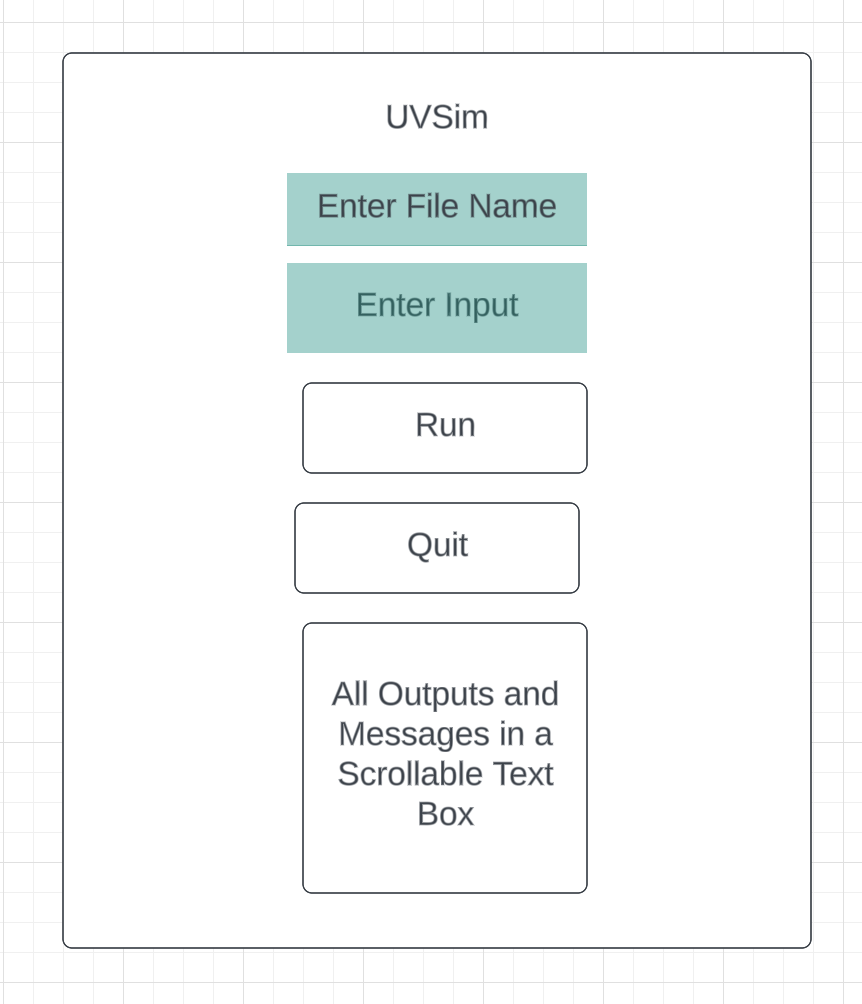 UVSim
Enter File Name
Enter Input
Run
Quit
All Outputs and
Messages in a
Scrollable Text
Box